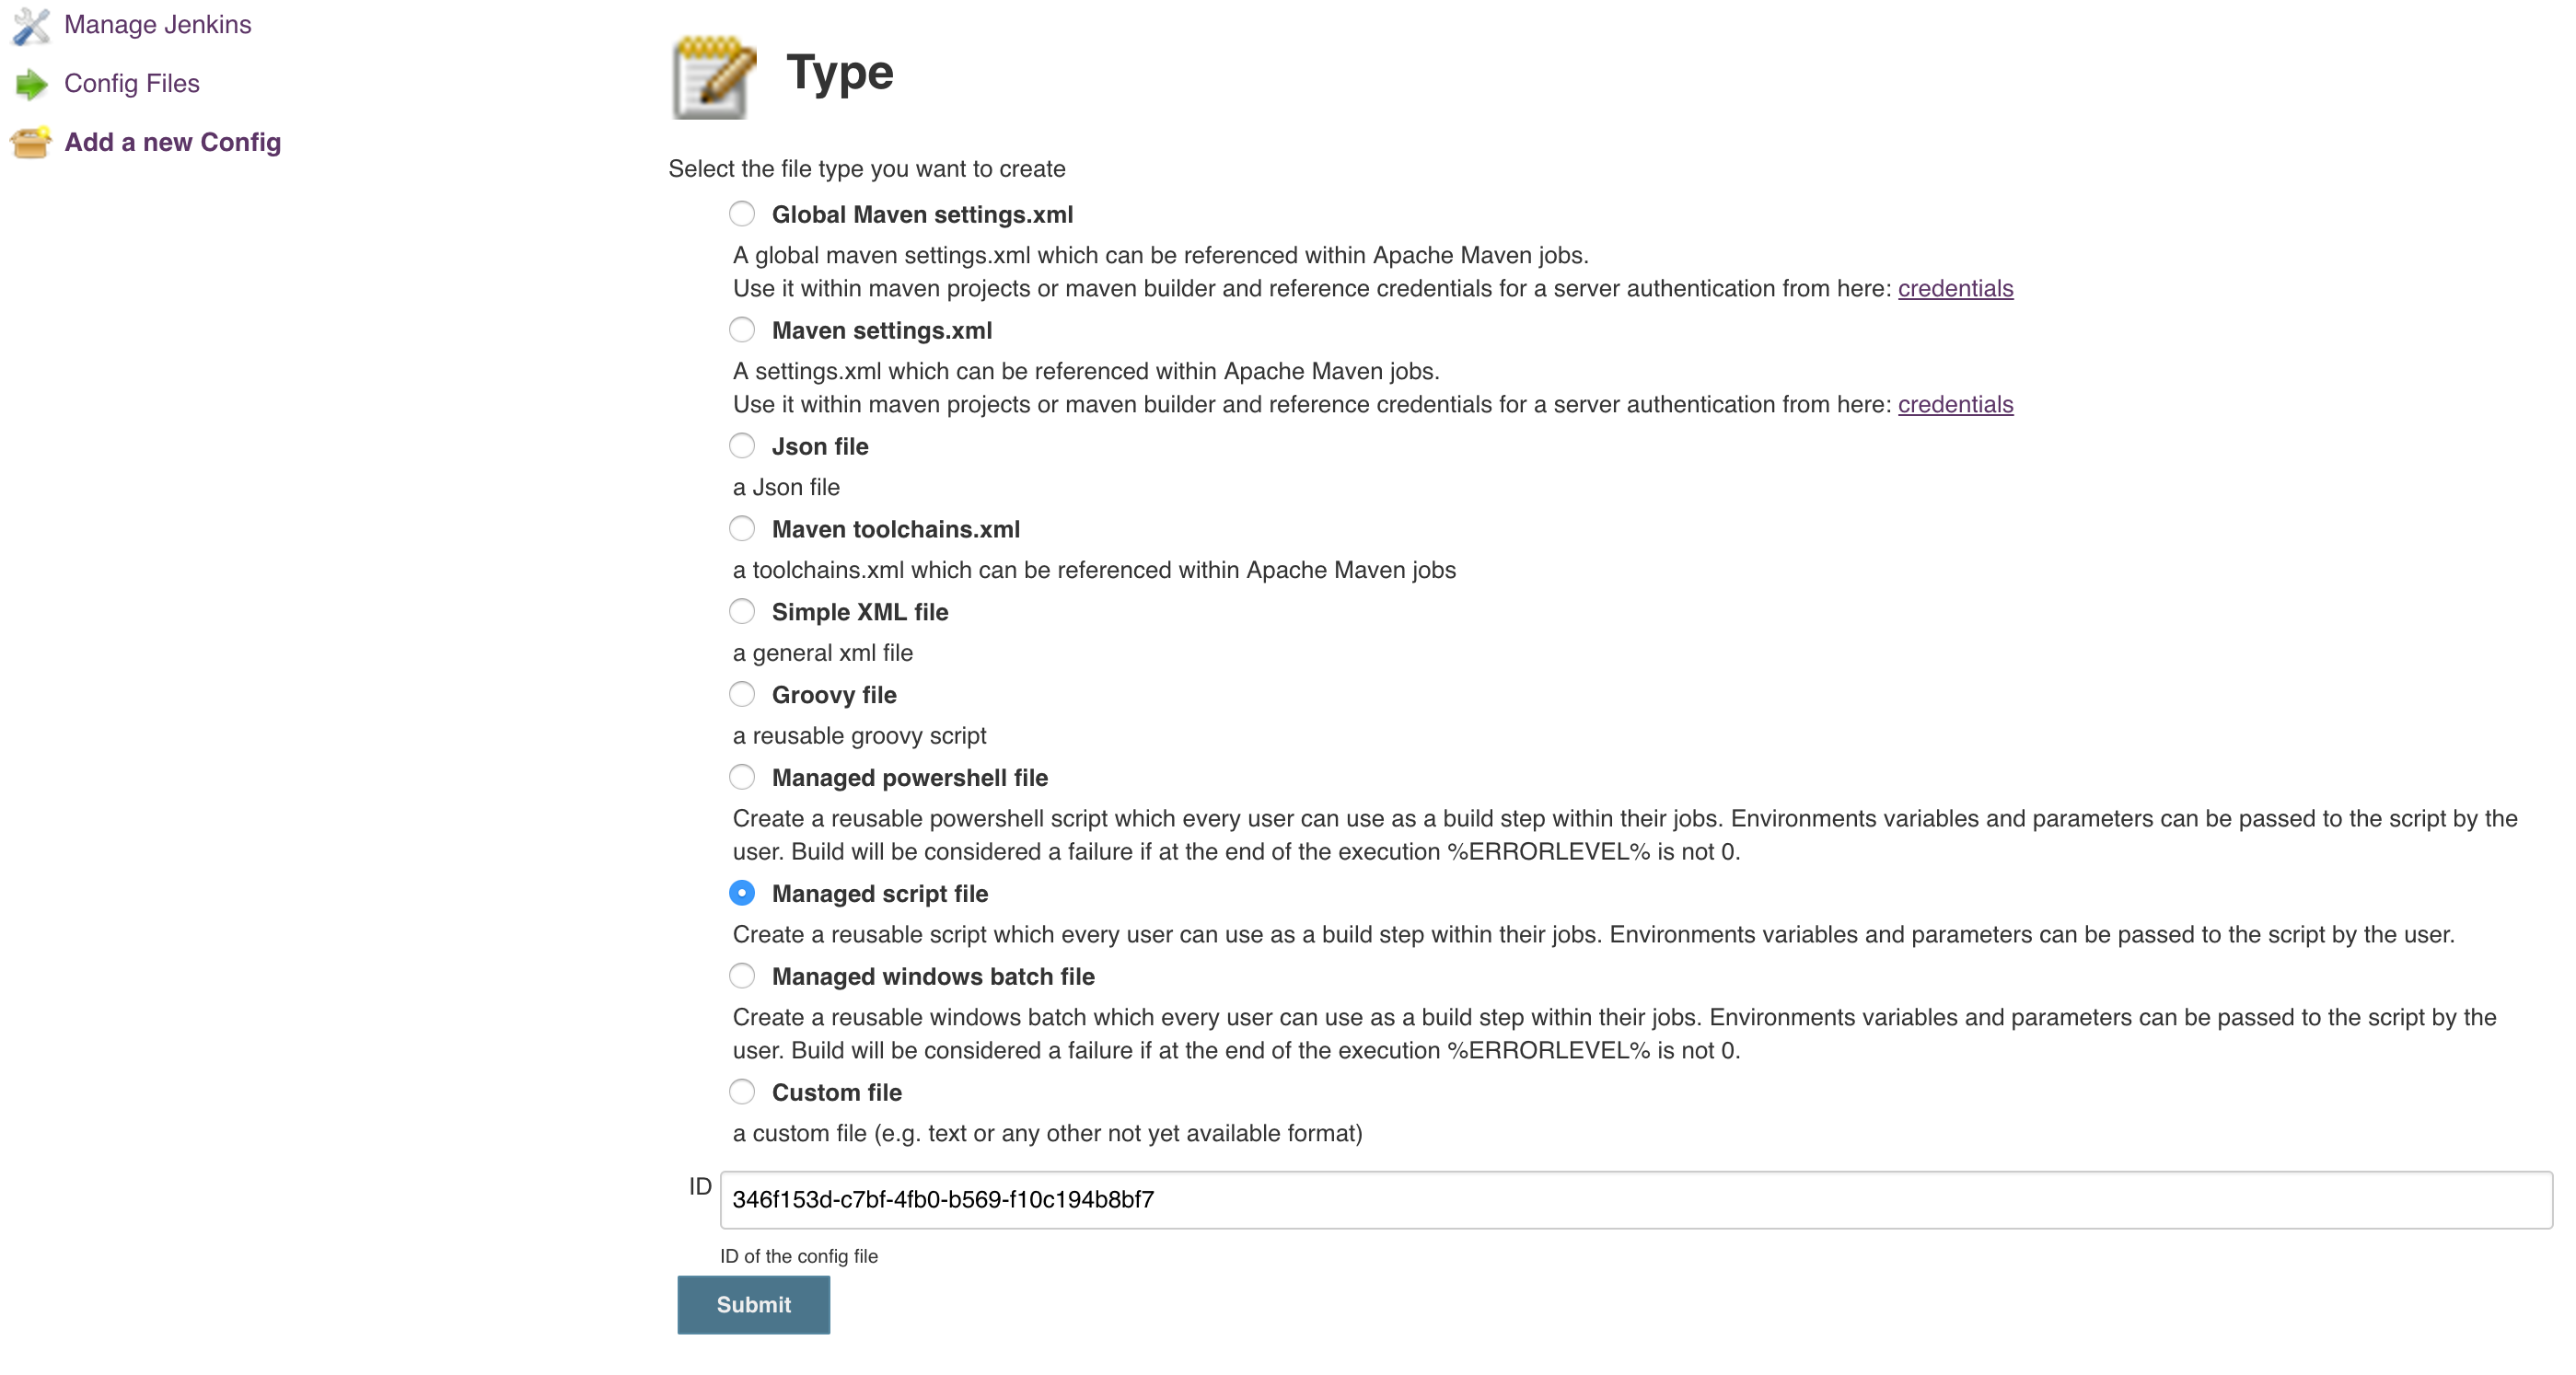 Manage Jenkins
Config Files
Add a new Config
Type
Select the file type you want to create
Global Maven settings.xml
A global maven settings.xml which can be referenced within Apache Maven jobs.
Use it within maven projects or maven builder and reference credentials for a server authentication from here: credentials
Maven settings.xml
A settings.xml which can be referenced within Apache Maven jobs.
Use it within maven projects or maven builder and reference credentials for a server authentication from here: credentials
Json file
a Json file
Maven toolchains.xml
a toolchains.xml which can be referenced within Apache Maven jobs
Simple XML file
a general xml file
Groovy file
a reusable groovy script
Managed powershell file
Create a reusable powershell script which every user can use as a build step within their jobs. Environments variables and parameters can be passed to the script by the
user. Build will be considered a failure if at the end of the execution %ERRORLEVEL% is not 0.
Managed script file
Create a reusable script which every user can use as a build step within their jobs. Environments variables and parameters can be passed to the script by the user.
Managed windows batch file
Create a reusable windows batch which every user can use as a build step within their jobs. Environments variables and parameters can be passed to the script by the
user. Build will be considered a failure if at the end of the execution %ERRORLEVEL% is not 0.
Custom file
a custom file (e.g. text or any other not yet available format)
ID 346f153d-c7bf-4fb0-b569-f10c194b8bf7
ID of the config file
Submit